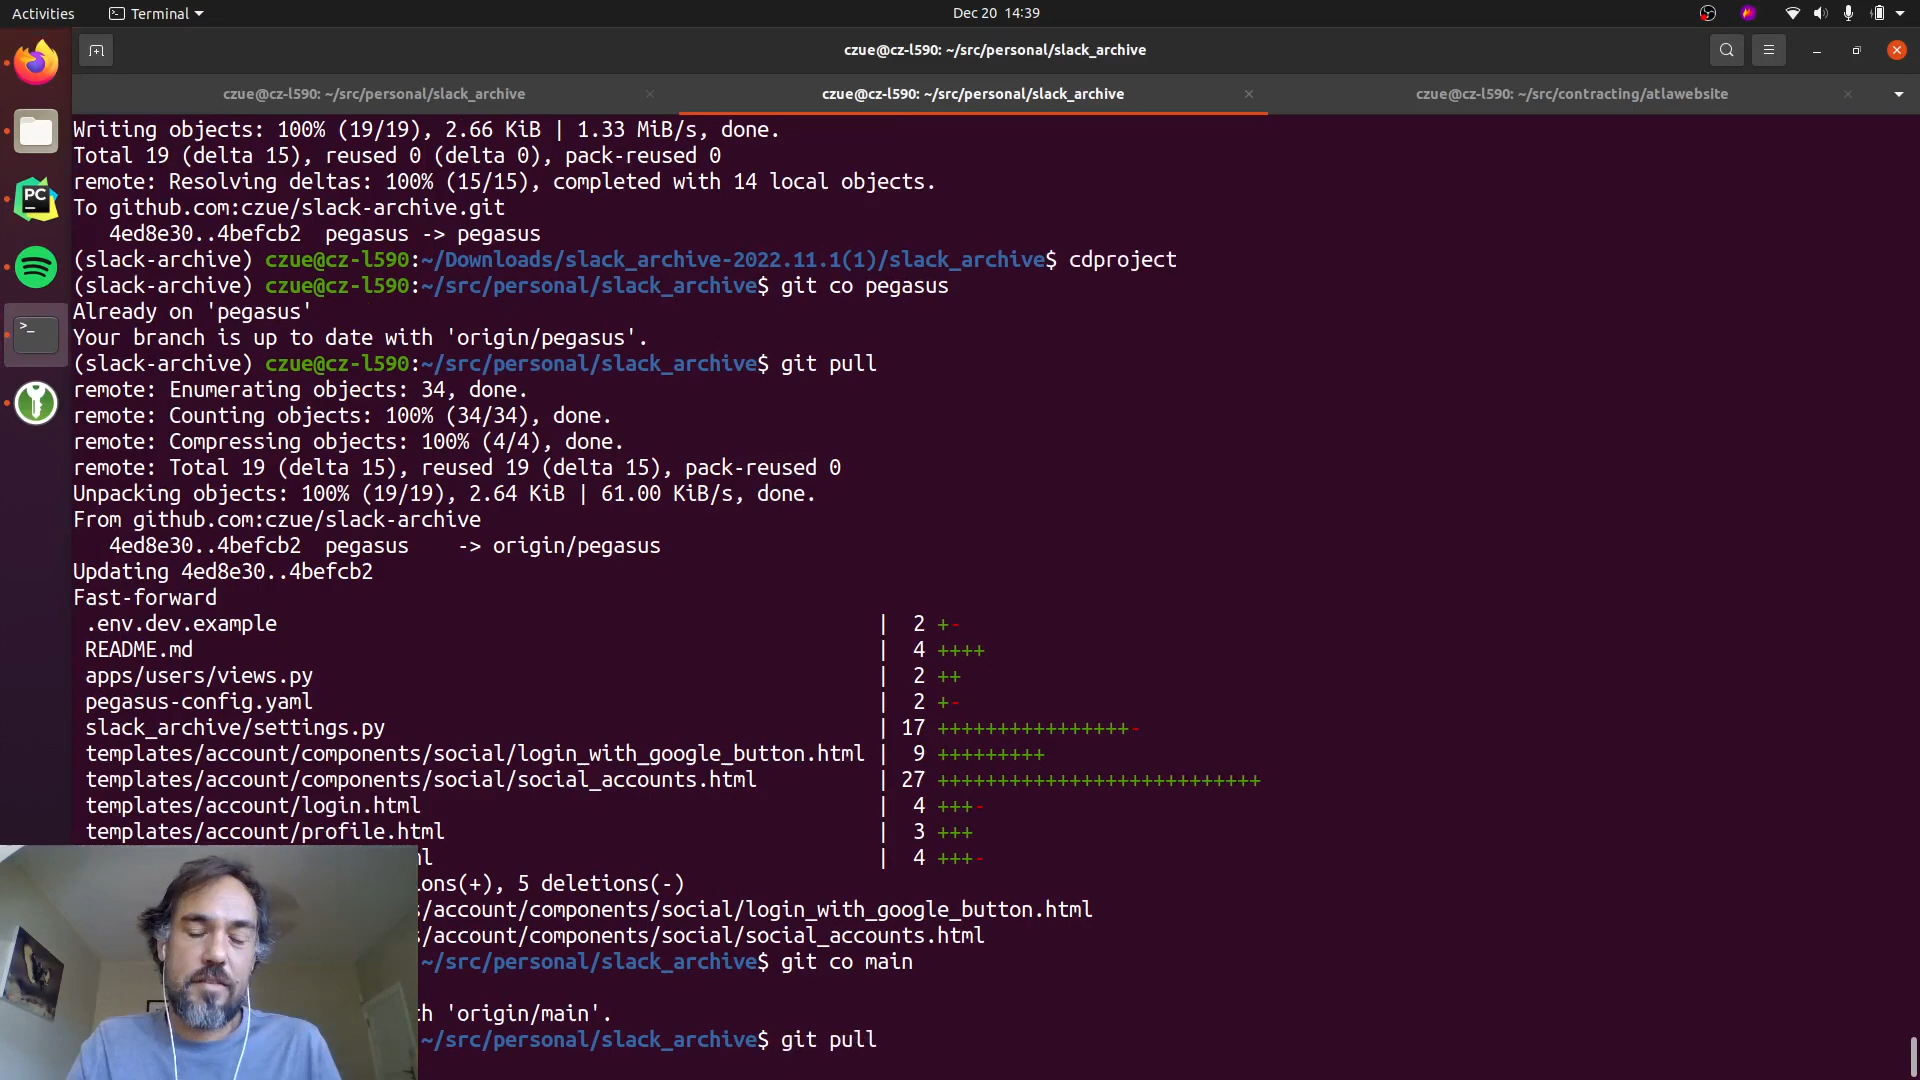 Activities
Terminal
Dec 20 14:39
czue@cz-l590: ~/src/personal/slack_archive
czue@cz-l590: ~/src/personal/slack_archive
czue@cz-l590: ~/src/personal/slack_archive
czue@cz-l590: ~/src/contracting/atlawebsite
Writing objects: 100% (19/19), 2.66 KiB | 1.33 MiB/s, done.
Total 19 (delta 15), reused 0 (delta 0), pack-reused 0
remote: Resolving deltas: 100% (15/15), completed with 14 local objects.
To github.com:czue/slack-archive.git
4ed8e30..4befcb2  pegasus -> pegasus
(slack-archive) czue@cz-l590:~/Downloads/slack_archive-2022.11.1(1)/slack_archive$ cdproject
(slack-archive) czue@cz-l590:~/src/personal/slack_archive$ git co pegasus
Already on 'pegasus'
Your branch is up to date with 'origin/pegasus'.
(slack-archive) czue@cz-l590:~/src/personal/slack_archive$ git pull
remote: Enumerating objects: 34, done.
remote: Counting objects: 100% (34/34), done.
remote: Compressing objects: 100% (4/4), done.
remote: Total 19 (delta 15), reused 19 (delta 15), pack-reused 0
Unpacking objects: 100% (19/19), 2.64 KiB | 61.00 KiB/s, done.
From github.com:czue/slack-archive
4ed8e30..4befcb2  pegasus    -> origin/pegasus
Updating 4ed8e30..4befcb2
Fast-forward
.env.dev.example | 2 +-
README.md | 4 ++++
apps/users/views.py | 2 ++
pegasus-config.yaml | 2 +-
slack_archive/settings.py | 17 ++++++++++++++++-
templates/account/components/social/login_with_google_button.html | 9 +++++++++
templates/account/components/social/social_accounts.html | 27 +++++++++++++++++++++++++++
templates/account/login.html | 4 +++-
templates/account/profile.html | 3 +++
ml | 4 +++-
ons(+), 5 deletions(-)
s/account/components/social/login_with_google_button.html
s/account/components/social/social_accounts.html
~/src/personal/slack_archive$ git co main
th 'origin/main'.
~/src/personal/slack_archive$ git pull
PC
>_